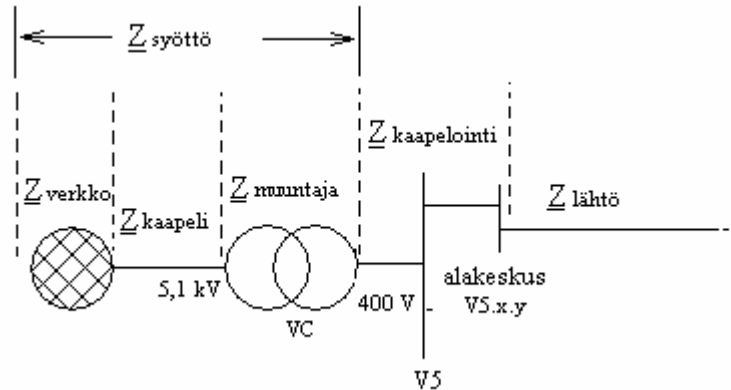 Z syöttö
Z kaapelointi
Z verkko
Z muuntaja
Z lähtö
Z kaapeli
5,1 kV
400 V
alakeskus
V5.x.y
VC
V5